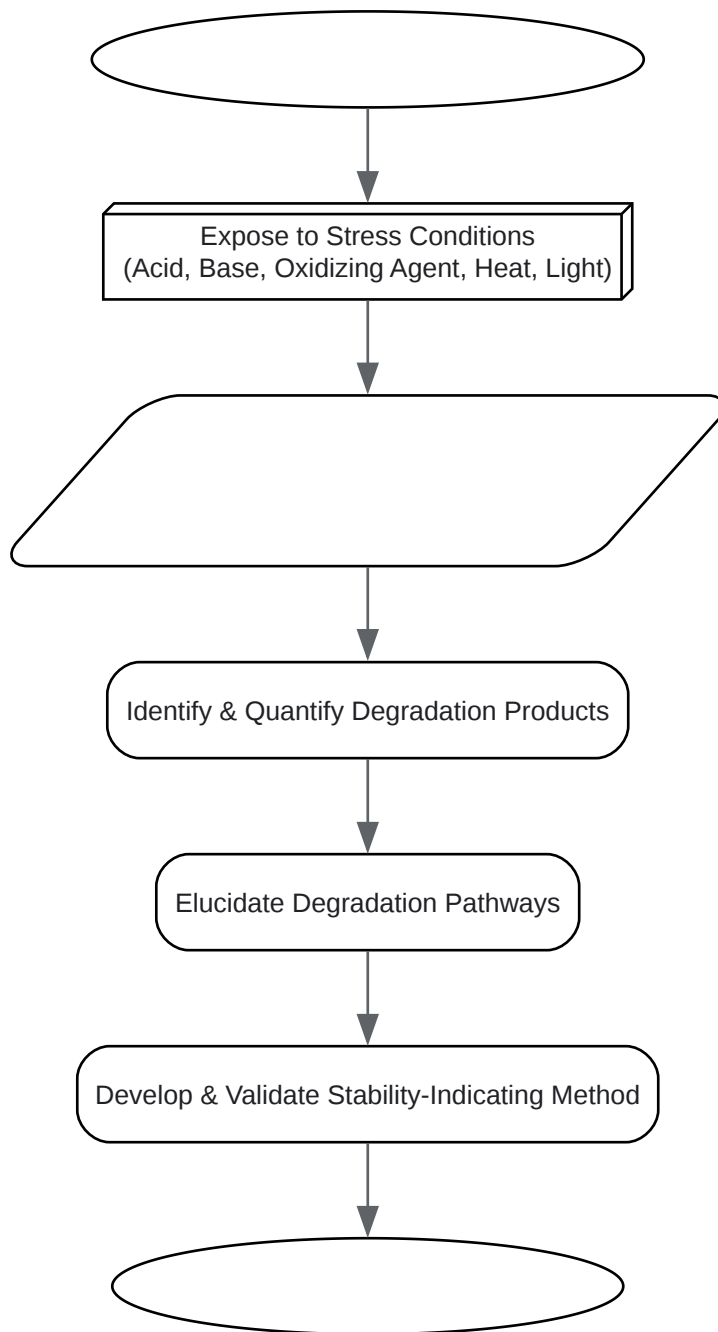 Expose to Stress Conditions
(Acid, Base, Oxidizing Agent, Heat, Light)
Identify & Quantify Degradation Products
Elucidate Degradation Pathways
Develop & Validate Stability-Indicating Method